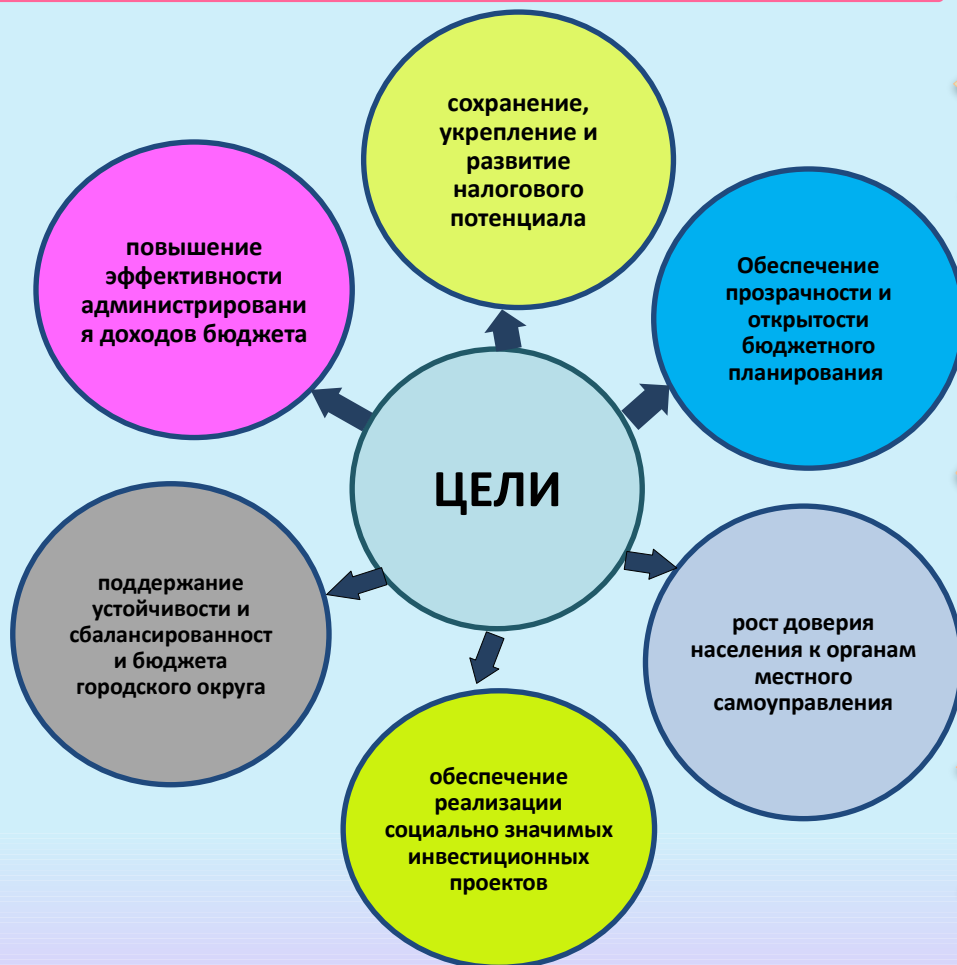 сохранение,
укрепление и
развитие
налогового
потенциала
повышение
эффективности
администрировани
я доходов бюджета
Обеспечение
прозрачности и
открытости
бюджетного
планирования
ЦЕЛИ
поддержание
устойчивости и
сбалансированност
и бюджета
городского округа
рост доверия
населения к органам
местного
самоуправления
обеспечение
реализации
социально значимых
инвестиционных
проектов